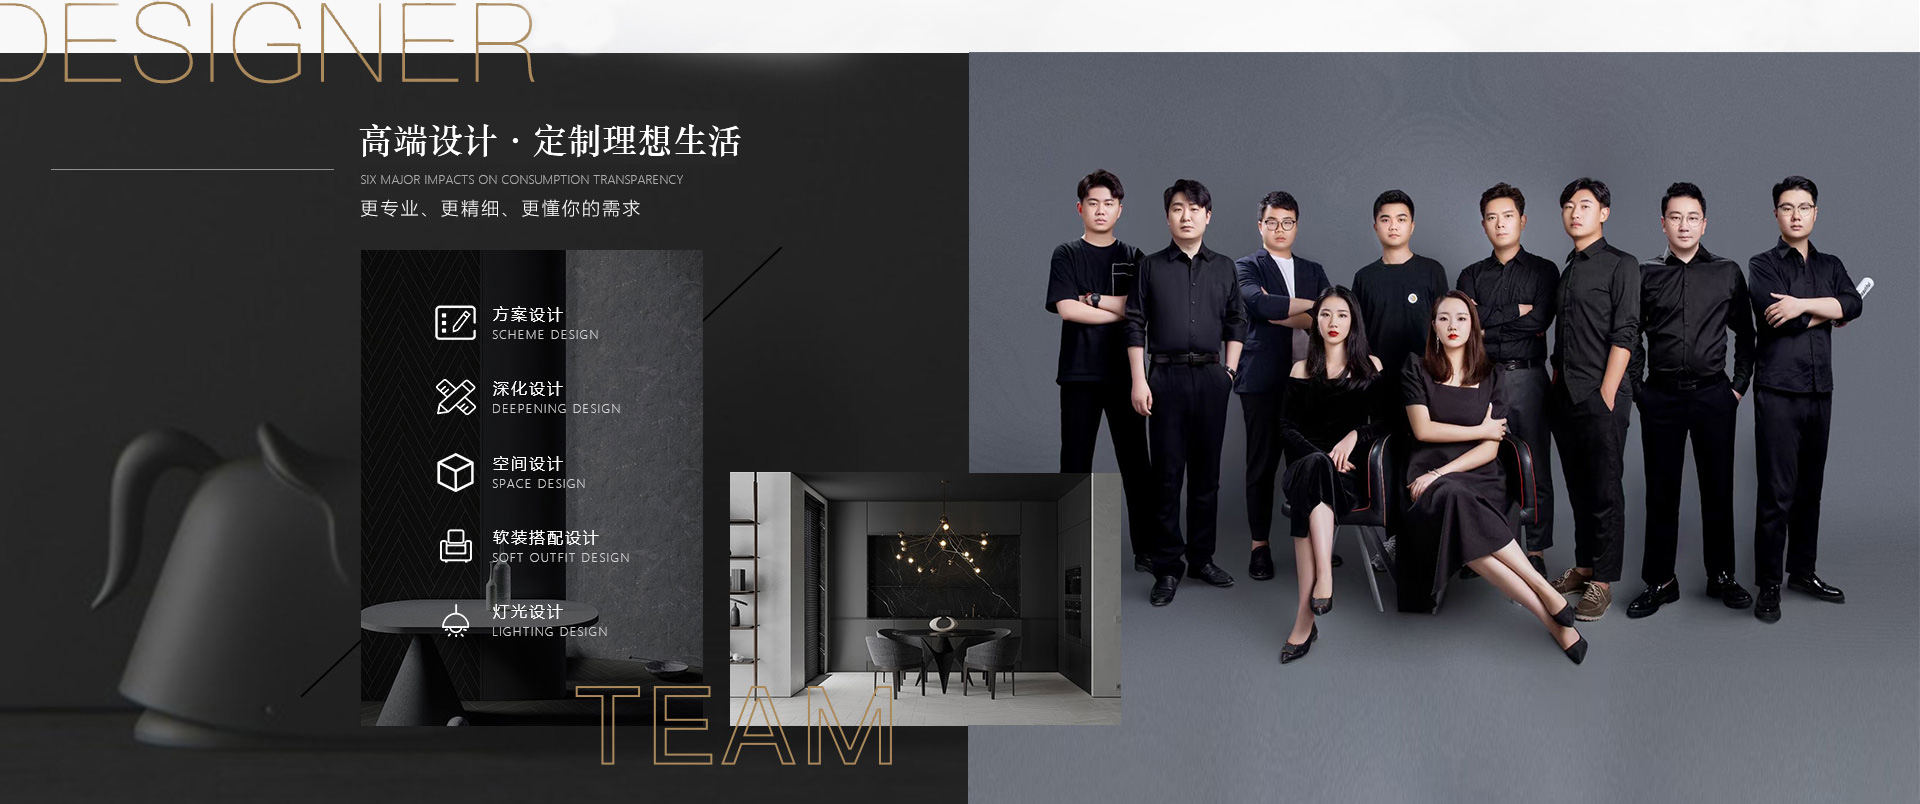 DESIGNER
高端设计·定制理想生活
SIX MAJOR IMPACTS ON CONSUMPTION TRANSPARENCY
更专业、更精细、更懂你的需求
方案设计
SCHEME DESIGN
深化设计
DEEPENING DESIGN
空间设计
SPACE DESIGN
软装搭配设计
SOFT OUTFIT DESIGN
灯光设计
LIGHTING DESIGN
TEAM